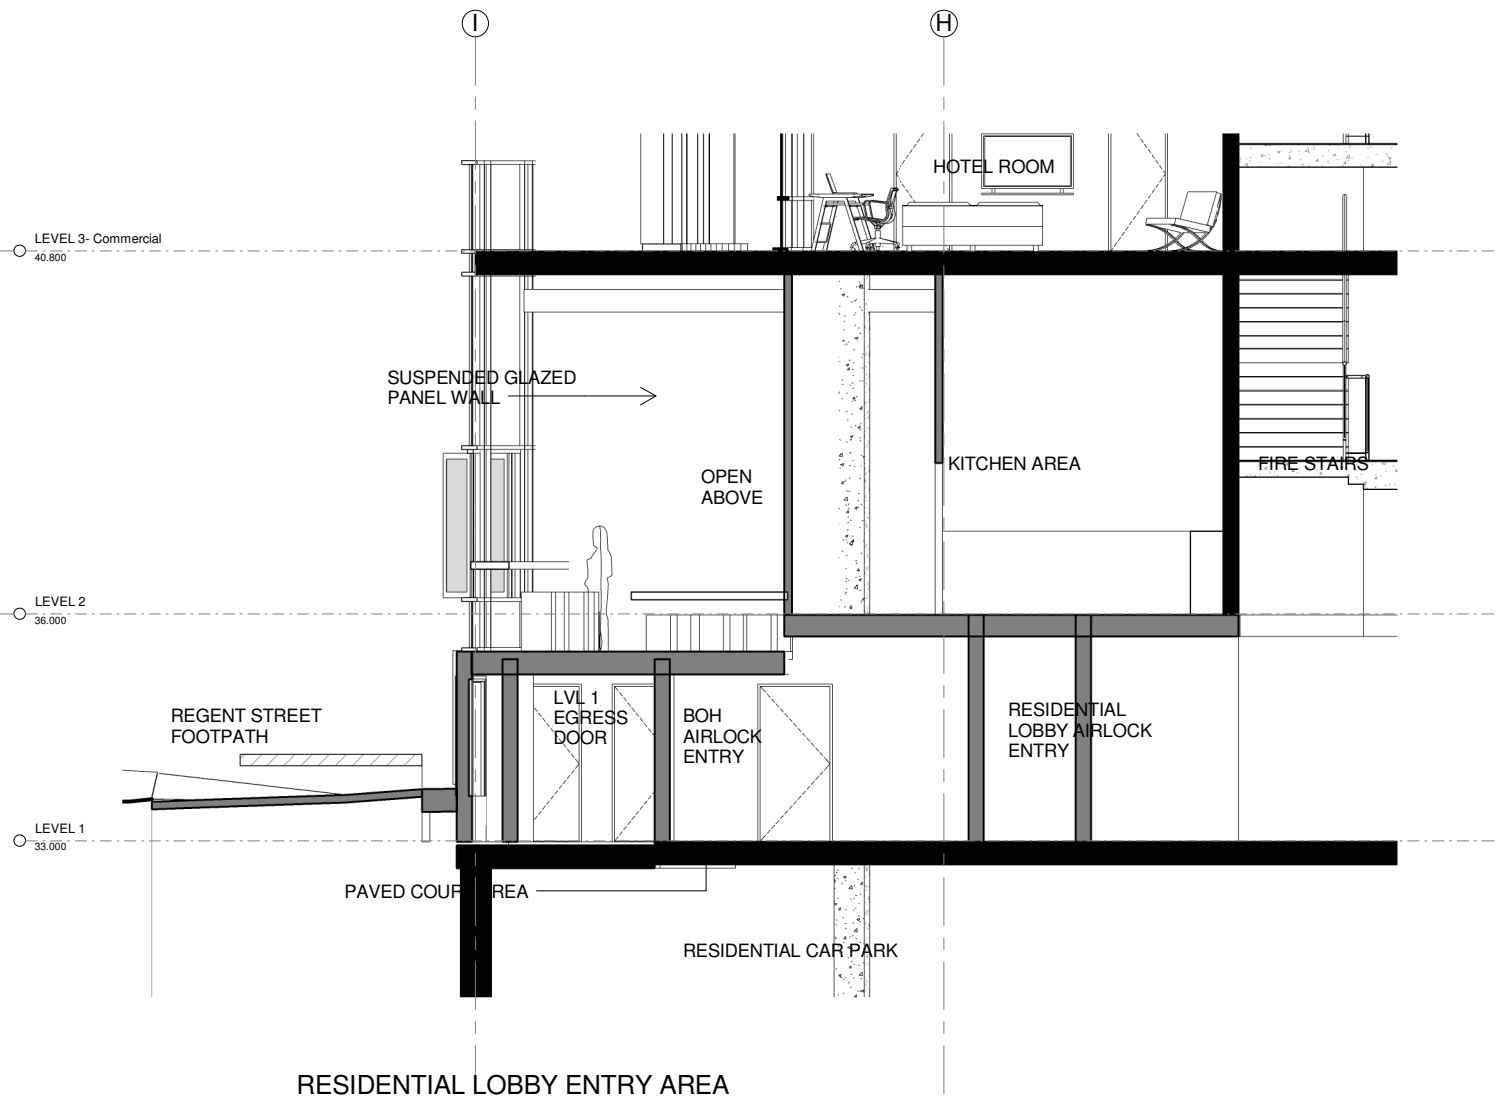 I
H
HOTEL ROOM
LEVEL 3- Commercial
40.800
SUSPENDED GLAZED
PANEL WALL
OPEN
ABOVE
KITCHEN AREA
FIRE STAIRS
LEVEL 2
36.000
REGENT STREET
FOOTPATH
LVL 1
EGRESS
DOOR
BOH
AIRLOCK
ENTRY
RESIDENTIAL
LOBBY AIRLOCK
ENTRY
LEVEL 1
33.000
PAVED COURT AREA
RESIDENTIAL CAR PARK
RESIDENTIAL LOBBY ENTRY AREA